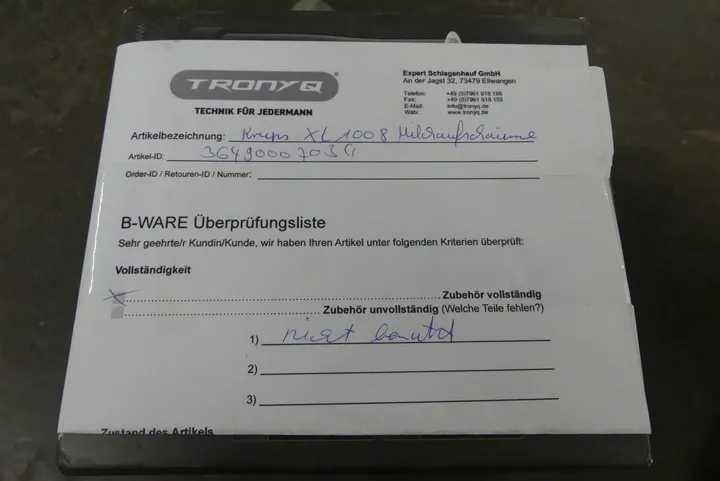 TRONYQ®
TECHNIK FÜR JEDERMANN
Expert Schlagenhauf GmbH
An der Jagst 32, 73479 Ellwangen
Telefon: +49 (0)7961 918 188
Fax: +49 (0)7961 918 155
E-Mail: info@tronyq.de
Web: www.tronyq.de
Artikelbezeichnung: Krups XL 1008 Milchaufschäumer
Artikel-ID:
Order-ID / Retouren-ID / Nummer:
B-WARE Überprüfungsliste
Sehr geehrte/r Kundin/Kunde, wir haben Ihren Artikel unter folgenden Kriterien überprüft:
Vollständigkeit
Zubehör vollständig
Zubehör unvollständig (Welche Teile fehlen?)
1) nicht benutzt
2)
3)
Zustand des Artikels